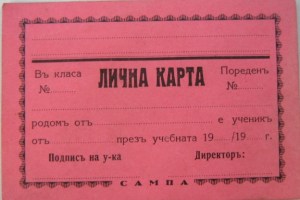 Въ класа ЛИЧНА КАРТА Пореденъ
№ №
родомъ отъ е ученикъ
отъ презъ учебната 19 /19 г.
Подпись на у-ка Директоръ:
САМПА